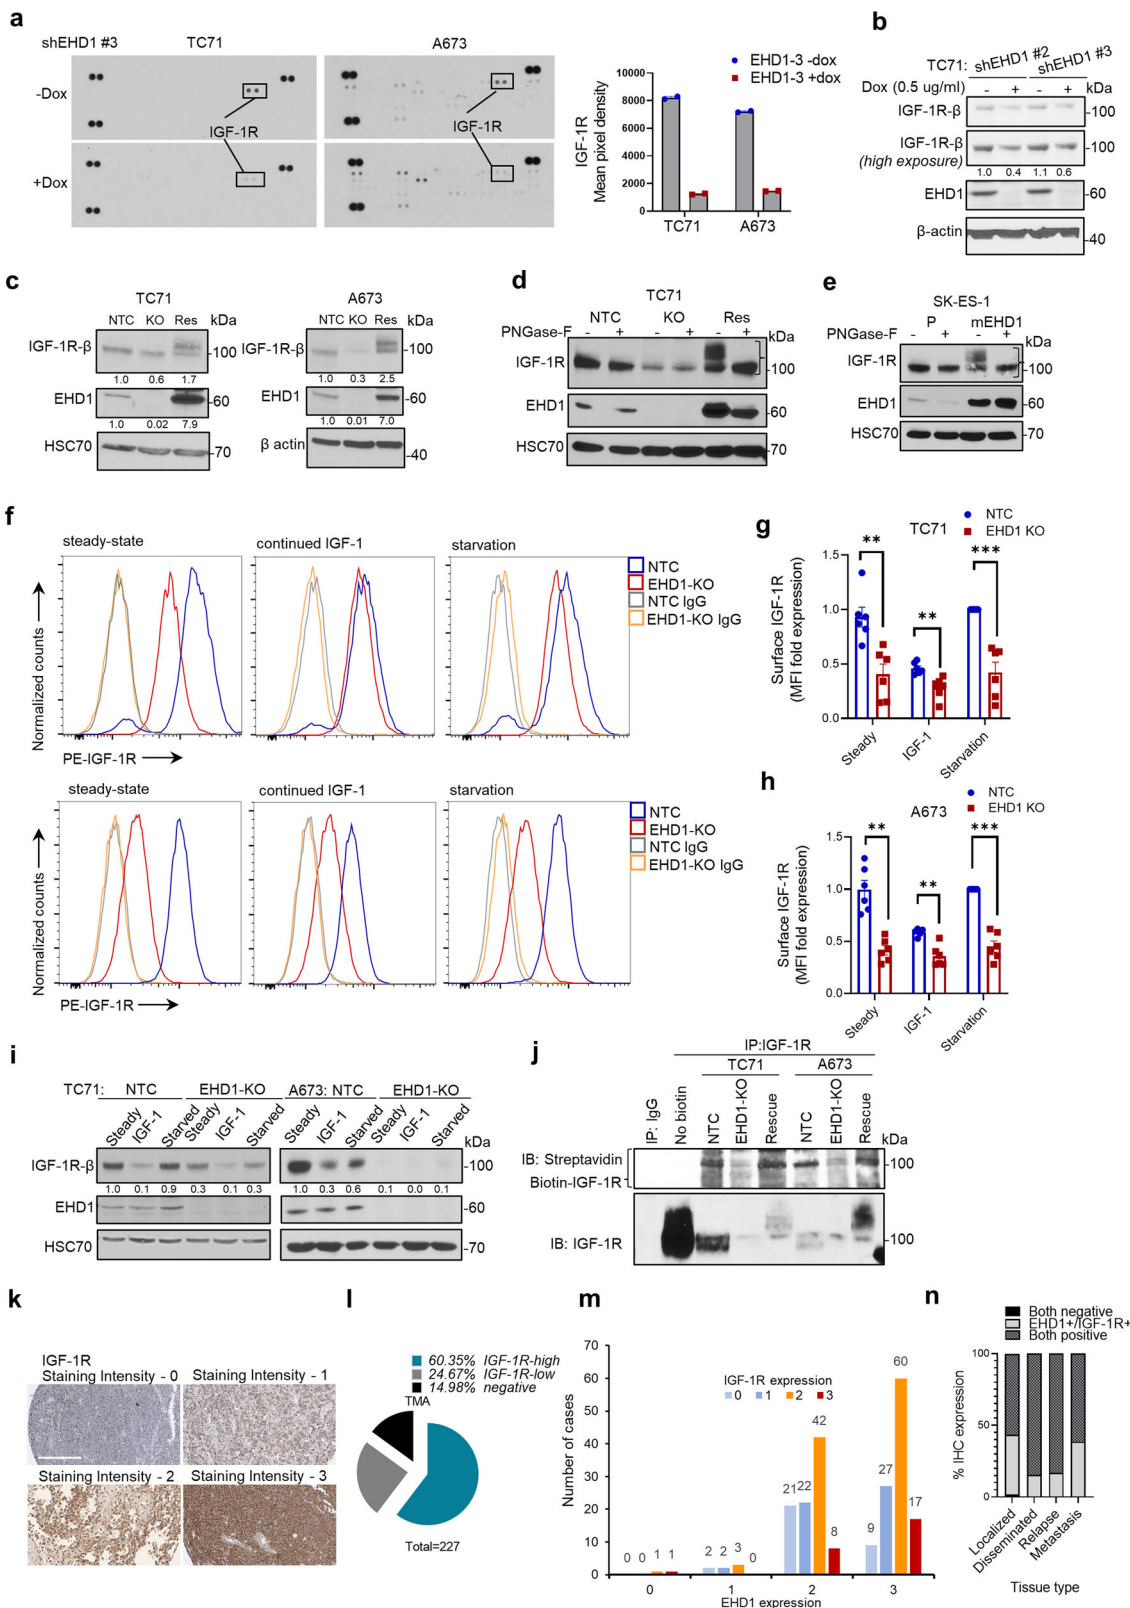 a
shEHD1 #3
TC71
A673
-Dox
+Dox
IGF-1R
IGF-1R
EHD1-3 -dox
EHD1-3 +dox
IGF-1R
Mean pixel density
10000
8000
6000
4000
2000
0
TC71
A673
b
TC71:
shEHD1 #2
shEHD1 #3
Dox (0.5 ug/ml)
- + - +
kDa
IGF-1R-β
-100
IGF-1R-β
(high exposure)
-100
1.0 0.4 1.1 0.6
EHD1
-60
β-actin
-40
c
TC71
NTC KO Res
kDa
IGF-1R-β
-100
1.0 0.6 1.7
EHD1
-60
1.0 0.02 7.9
HSC70
-70
A673
NTC KO Res
kDa
IGF-1R-β
-100
1.0 0.3 2.5
EHD1
-60
1.0 0.01 7.0
β actin
-40
d
TC71
NTC KO Res
PNGase-F
- + - + - +
kDa
IGF-1R
100
EHD1
-60
HSC70
-70
e
SK-ES-1
P mEHD1
PNGase-F
- + - +
kDa
IGF-1R
100
EHD1
-60
HSC70
-70
f
steady-state
continued IGF-1
starvation
Normalized counts
PE-IGF-1R
NTC
EHD1-KO
NTC IgG
EHD1-KO IgG
steady-state
continued IGF-1
starvation
Normalized counts
PE-IGF-1R
NTC
EHD1-KO
NTC IgG
EHD1-KO IgG
g
TC71
NTC
EHD1 KO
Surface IGF-1R
(MFI fold expression)
1.5
1.0
0.5
0.0
** ** ***
Steady
IGF-1
Starvation
h
A673
NTC
EHD1 KO
Surface IGF-1R
(MFI fold expression)
1.5
1.0
0.5
0.0
** ** ***
Steady
IGF-1
Starvation
i
TC71: NTC EHD1-KO
A673: NTC EHD1-KO
Steady IGF-1 Starved Steady IGF-1 Starved
Steady IGF-1 Starved Steady IGF-1 Starved
kDa
IGF-1R-β
-100
1.0 0.1 0.9 0.3 0.1 0.3
1.0 0.3 0.6 0.1 0.0 0.1
EHD1
-60
HSC70
-70
j
IP:IGF-1R
TC71 A673
IP: IgG
No biotin
NTC
EHD1-KO
Rescue
NTC
EHD1-KO
Rescue
kDa
IB: Streptavidin
Biotin-IGF-1R
100
IB: IGF-1R
-100
k
IGF-1R
Staining Intensity - 0
Staining Intensity - 1
Staining Intensity - 2
Staining Intensity - 3
l
60.35% IGF-1R-high
24.67% IGF-1R-low
14.98% negative
TMA
Total=227
m
Number of cases
70
60
50
40
30
20
10
0
IGF-1R expression
0 1 2 3
0 0 1 1
2 2 3 0
21 22 42 8
9 27 60 17
0 1 2 3
EHD1 expression
n
Both negative
EHD1+/IGF-1R+
Both positive
% IHC expression
100
50
0
Localized
Disseminated
Relapse
Metastasis
Tissue type